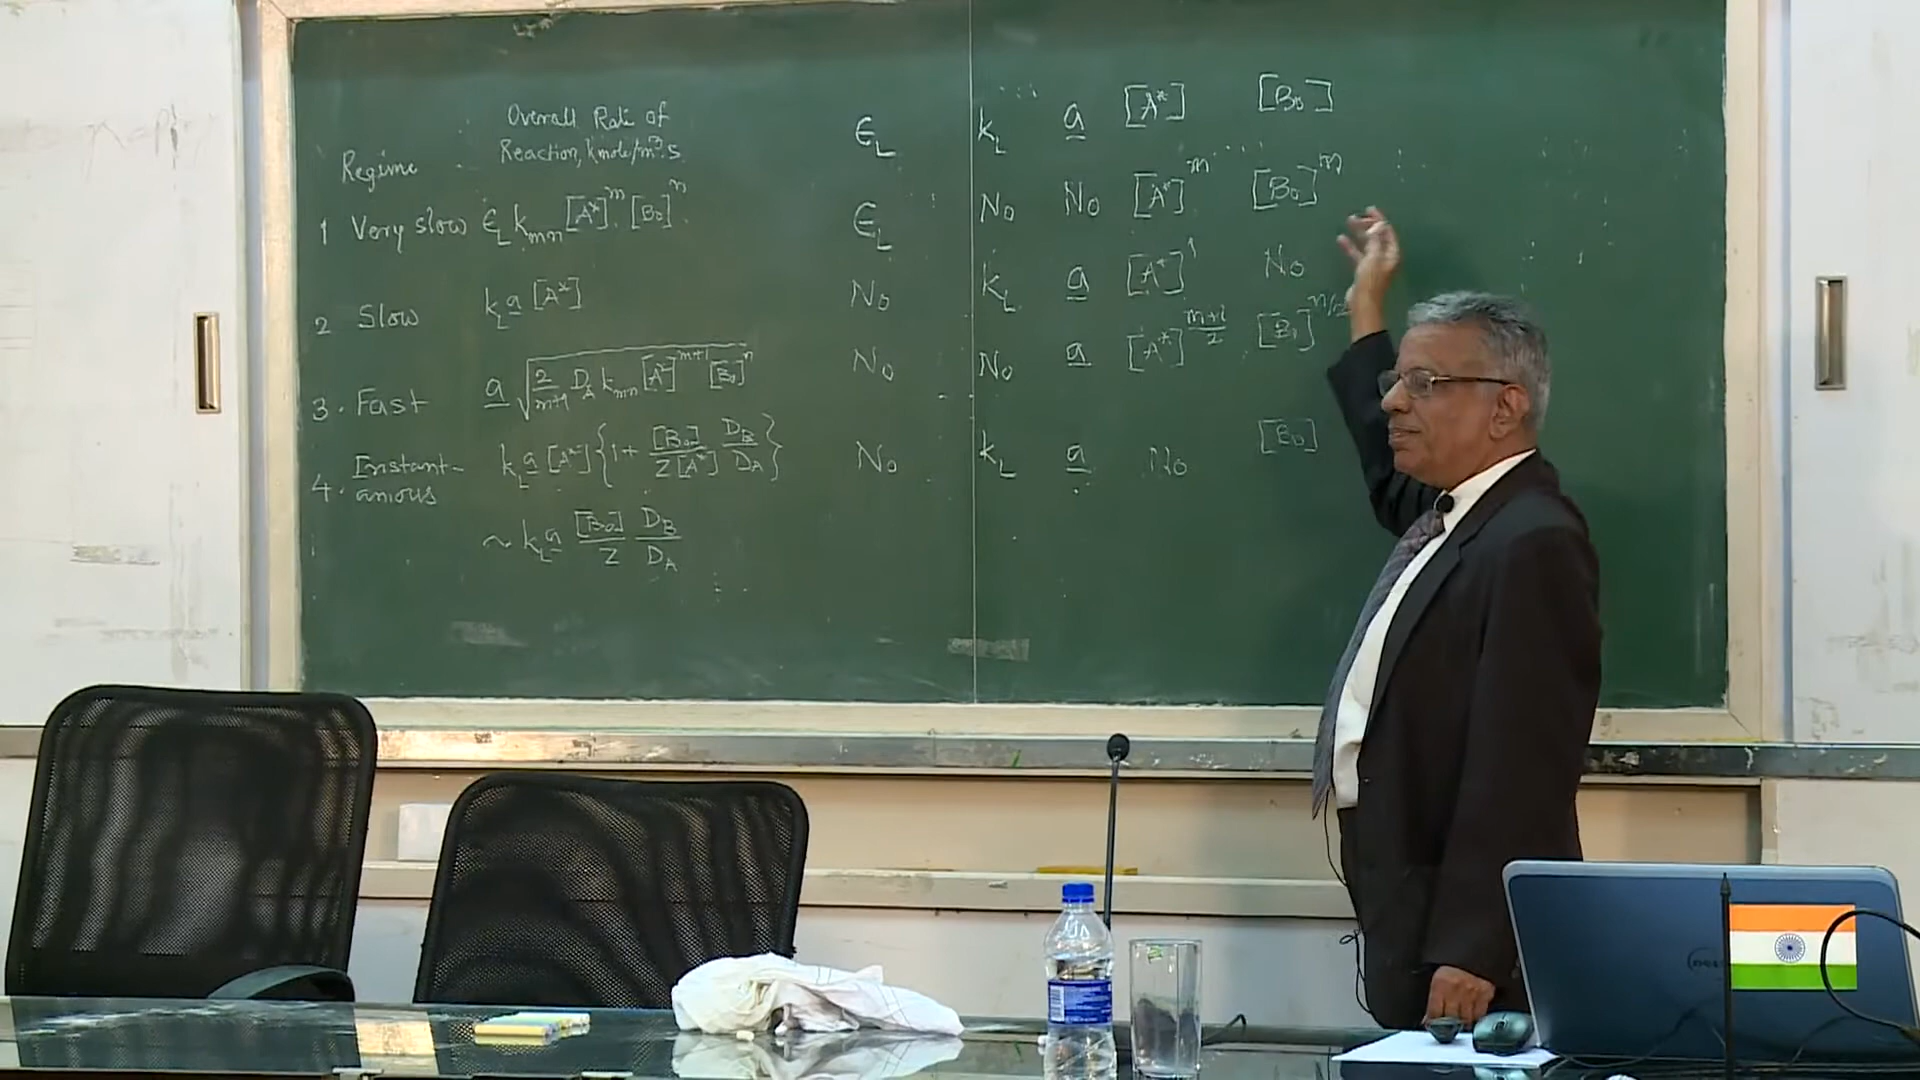 Overall Rate of
Reaction, kmole/m³.s
Regime
ϵ_L k_L a [A*] [B₀]
1 Very slow ϵ_L k_mn [A*]^m [B₀]^n ϵ_L No No [A*]^m [B₀]^n
2 Slow k_L a [A*] No k_L a [A*]^1 No
3. Fast a √(2/(m+1) D_A k_mn [A*]^(m+1) [B₀]^n) No No a [A*]^((m+1)/2) [B₀]^(n/2)
4. Instant-
anious k_L a [A*] {1 + [B₀]/(Z[A*]) D_B/D_A} No k_L a No [B₀]
~ k_L a [B₀]/Z D_B/D_A